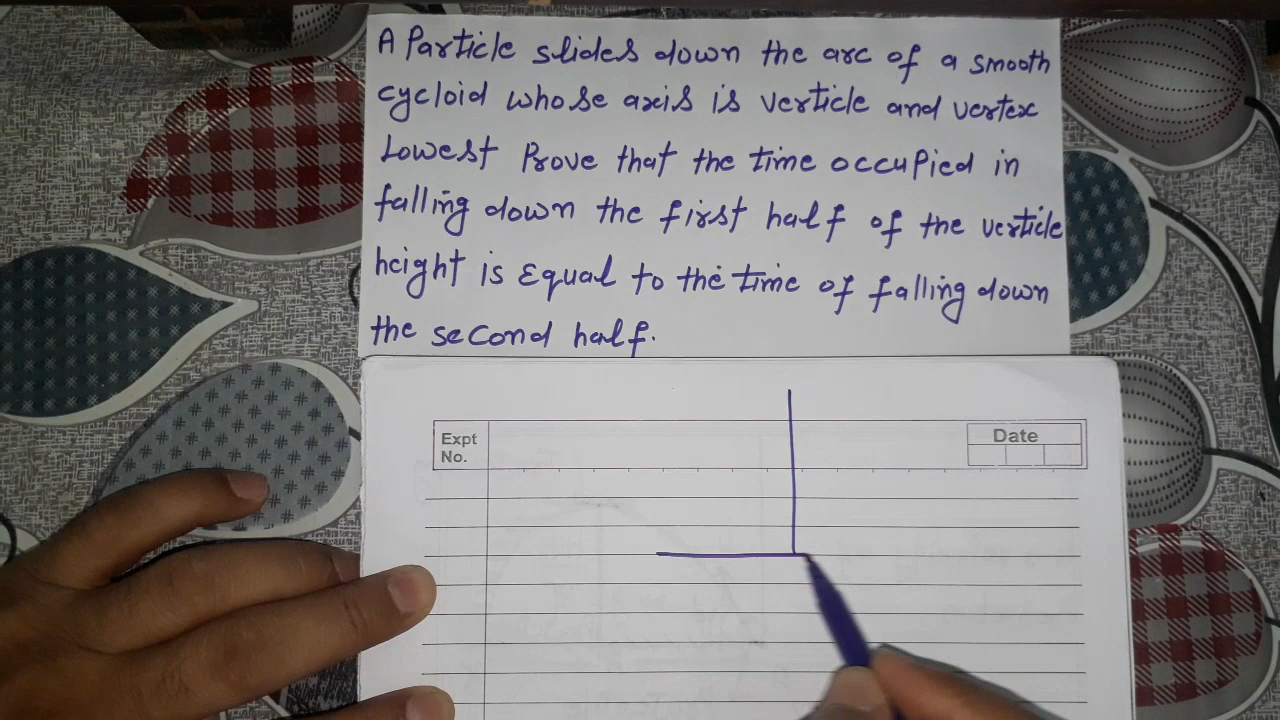 A Particle slides down the arc of a smooth
cycloid whose axis is verticle and vertex
Lowest Prove that the time occupied in
falling down the first half of the verticle
height is Equal to the time of falling down
the second half.
Expt
No.
Date